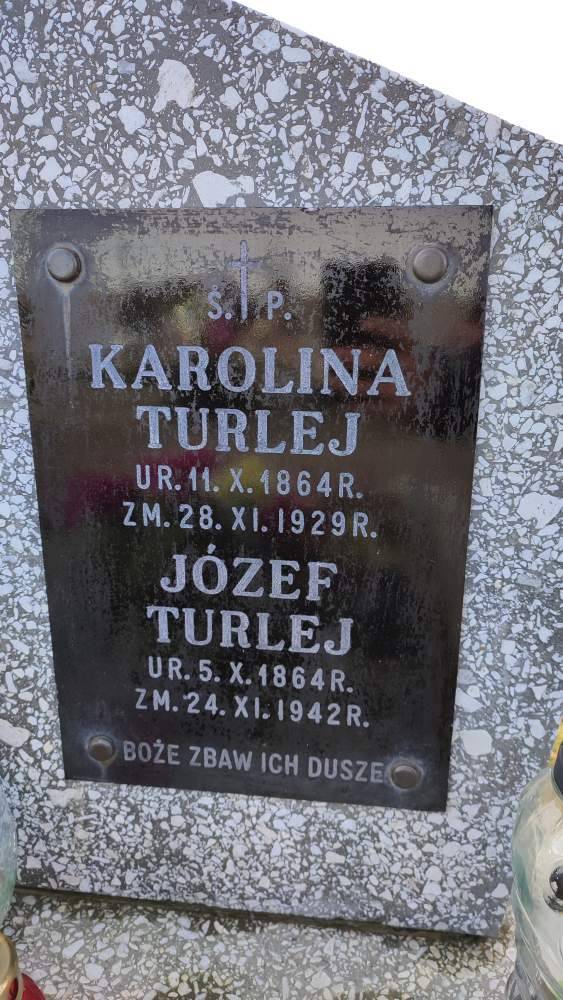 Ś. P.
KAROLINA
TURLEJ
UR. 11. X. 1864 R.
ZM. 28. XI. 1929 R.
JÓZEF
TURLEJ
UR. 5. X. 1864 R.
ZM. 24. XI. 1942 R.
BOŻE ZBAW ICH DUSZE